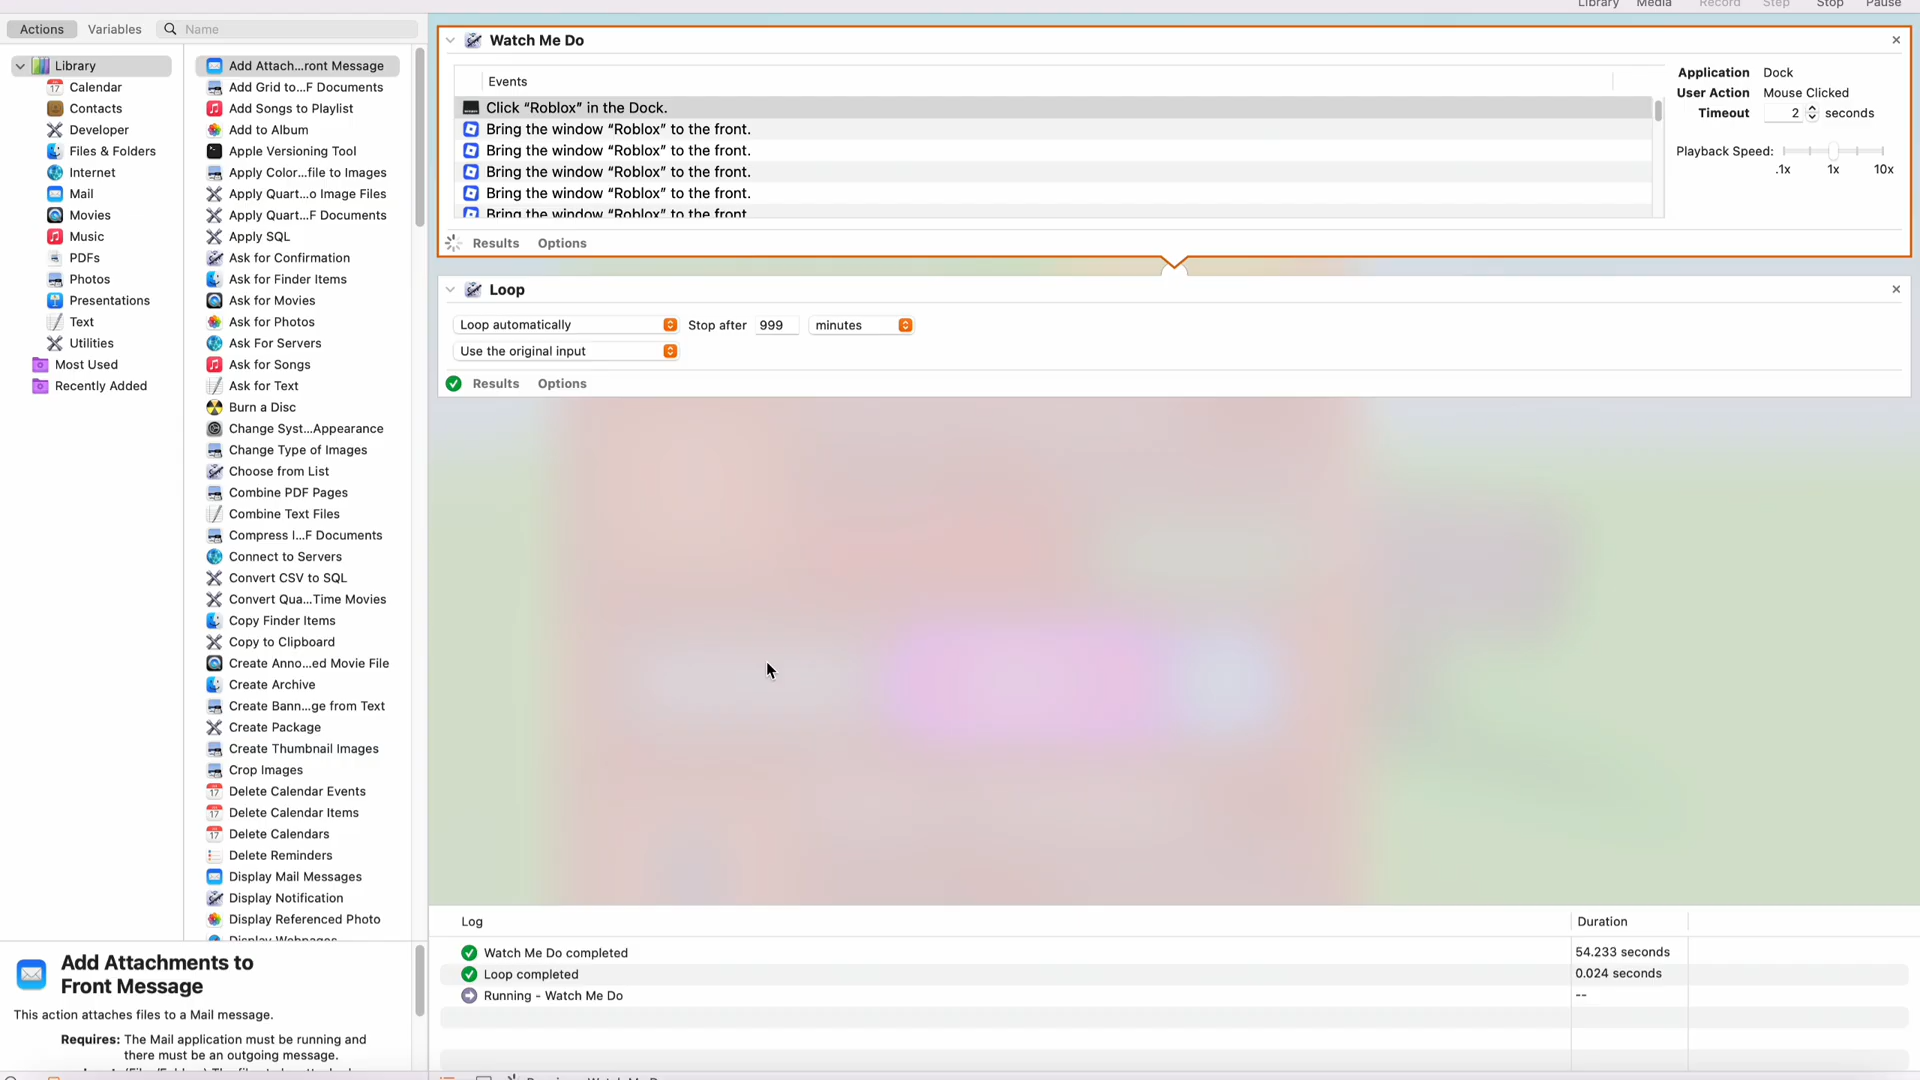 Library Media Record Step Stop Pause
Actions Variables Name
Library
Calendar
Contacts
Developer
Files & Folders
Internet
Mail
Movies
Music
PDFs
Photos
Presentations
Text
Utilities
Most Used
Recently Added
Add Attach...ront Message
Add Grid to...F Documents
Add Songs to Playlist
Add to Album
Apple Versioning Tool
Apply Color...file to Images
Apply Quart...o Image Files
Apply Quart...F Documents
Apply SQL
Ask for Confirmation
Ask for Finder Items
Ask for Movies
Ask for Photos
Ask For Servers
Ask for Songs
Ask for Text
Burn a Disc
Change Syst...Appearance
Change Type of Images
Choose from List
Combine PDF Pages
Combine Text Files
Compress I...F Documents
Connect to Servers
Convert CSV to SQL
Convert Qua...Time Movies
Copy Finder Items
Copy to Clipboard
Create Anno...ed Movie File
Create Archive
Create Bann...ge from Text
Create Package
Create Thumbnail Images
Crop Images
Delete Calendar Events
Delete Calendar Items
Delete Calendars
Delete Reminders
Display Mail Messages
Display Notification
Display Referenced Photo
Display Webpages
Add Attachments to
Front Message
This action attaches files to a Mail message.
Requires: The Mail application must be running and
there must be an outgoing message.
Watch Me Do
Events
Click “Roblox” in the Dock.
Bring the window “Roblox” to the front.
Bring the window “Roblox” to the front.
Bring the window “Roblox” to the front.
Bring the window “Roblox” to the front.
Bring the window “Roblox” to the front.
Application Dock
User Action Mouse Clicked
Timeout 2 seconds
Playback Speed:
.1x 1x 10x
Results Options
Loop
Loop automatically Stop after 999 minutes
Use the original input
Results Options
Log Duration
Watch Me Do completed 54.233 seconds
Loop completed 0.024 seconds
Running - Watch Me Do --